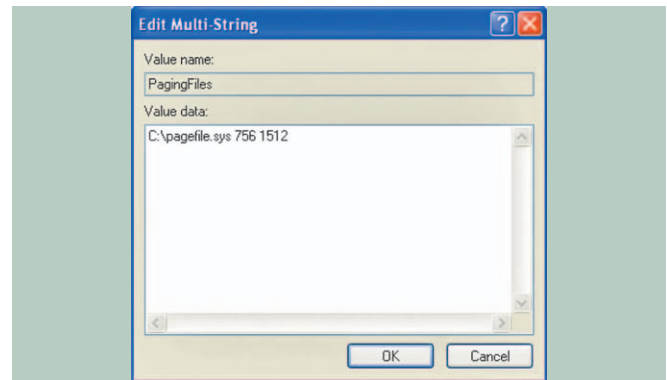 Edit Multi-String
Value name:
PagingFiles
Value data:
C:\pagefile.sys 756 1512
OK Cancel